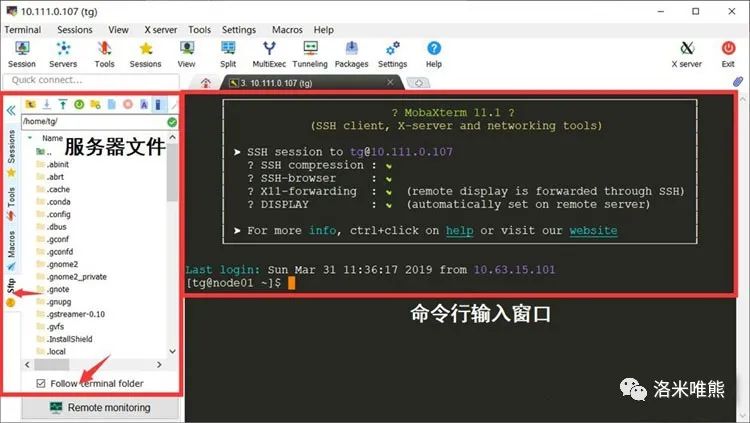 10.111.0.107 (tg)
Terminal Sessions View X server Tools Settings Macros Help
Session Servers Tools Sessions View Split MultiExec Tunneling Packages Settings Help X server Exit
Quick connect...
3. 10.111.0.107 (tg)
/home/tg/
Name
服务器文件
..
.abinit
.abrt
.cache
.conda
.config
.dbus
.gconf
.gconfd
.gnome2
.gnome2_private
.gnote
.gnupg
.gstreamer-0.10
.gvfs
.InstallShield
.local
Sessions
Tools
Macros
Sftp
Follow terminal folder
Remote monitoring
? MobaXterm 11.1 ?
(SSH client, X-server and networking tools)
➤ SSH session to tg@10.111.0.107
? SSH compression : ✔
? SSH-browser : ✔
? X11-forwarding : ✔ (remote display is forwarded through SSH)
? DISPLAY : ✔ (automatically set on remote server)
➤ For more info, ctrl+click on help or visit our website
Last login: Sun Mar 31 11:36:17 2019 from 10.63.15.101
[tg@node01 ~]$
命令行输入窗口
洛米唯熊